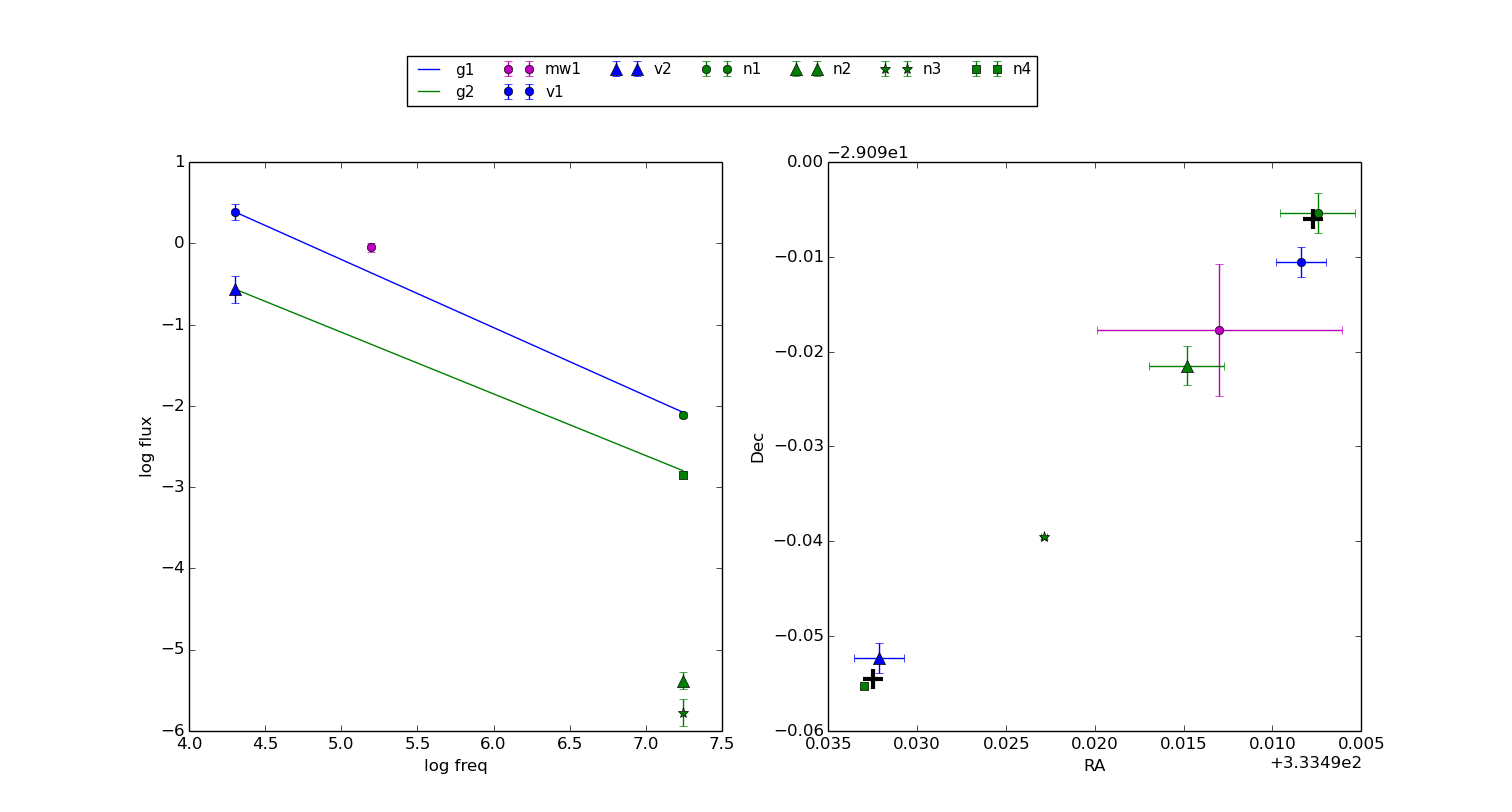 g1 mw1 v2 n1 n2 n3 n4
g2 v1
1
0
−1
−2
−3
−4
−5
−6
4.0 4.5 5.0 5.5 6.0 6.5 7.0 7.5
log freq
log flux
−2.909e1
0.00
−0.01
−0.02
−0.03
−0.04
−0.05
−0.06
0.035 0.030 0.025 0.020 0.015 0.010 0.005
RA
+3.3349e2
Dec